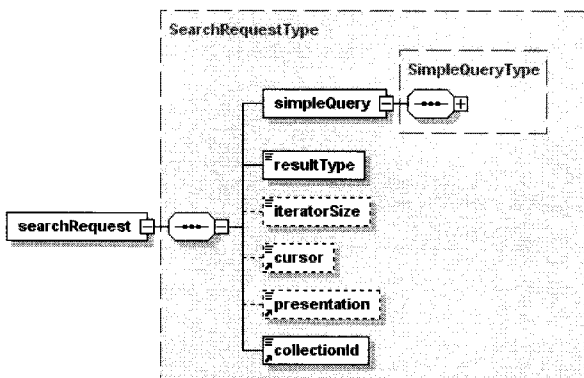 SearchRequestType
SimpleQueryType
simpleQuery
resultType
iteratorSize
searchRequest
cursor
presentation
collectionId